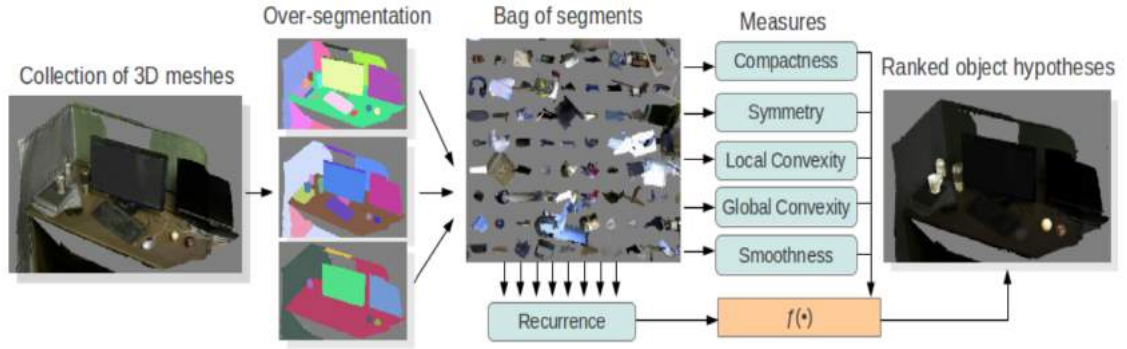 Over-segmentation
Bag of segments
Measures
Collection of 3D meshes
Ranked object hypotheses
Compactness
Symmetry
Local Convexity
Global Convexity
Smoothness
Recurrence
f(•)